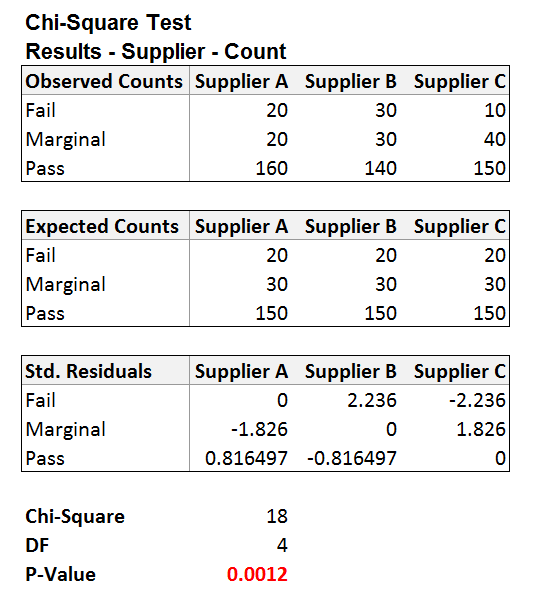 Chi-Square Test
Results - Supplier - Count
Observed Counts Supplier A Supplier B Supplier C
Fail 20 30 10
Marginal 20 30 40
Pass 160 140 150
Expected Counts Supplier A Supplier B Supplier C
Fail 20 20 20
Marginal 30 30 30
Pass 150 150 150
Std. Residuals Supplier A Supplier B Supplier C
Fail 0 2.236 -2.236
Marginal -1.826 0 1.826
Pass 0.816497 -0.816497 0
Chi-Square 18
DF 4
P-Value 0.0012